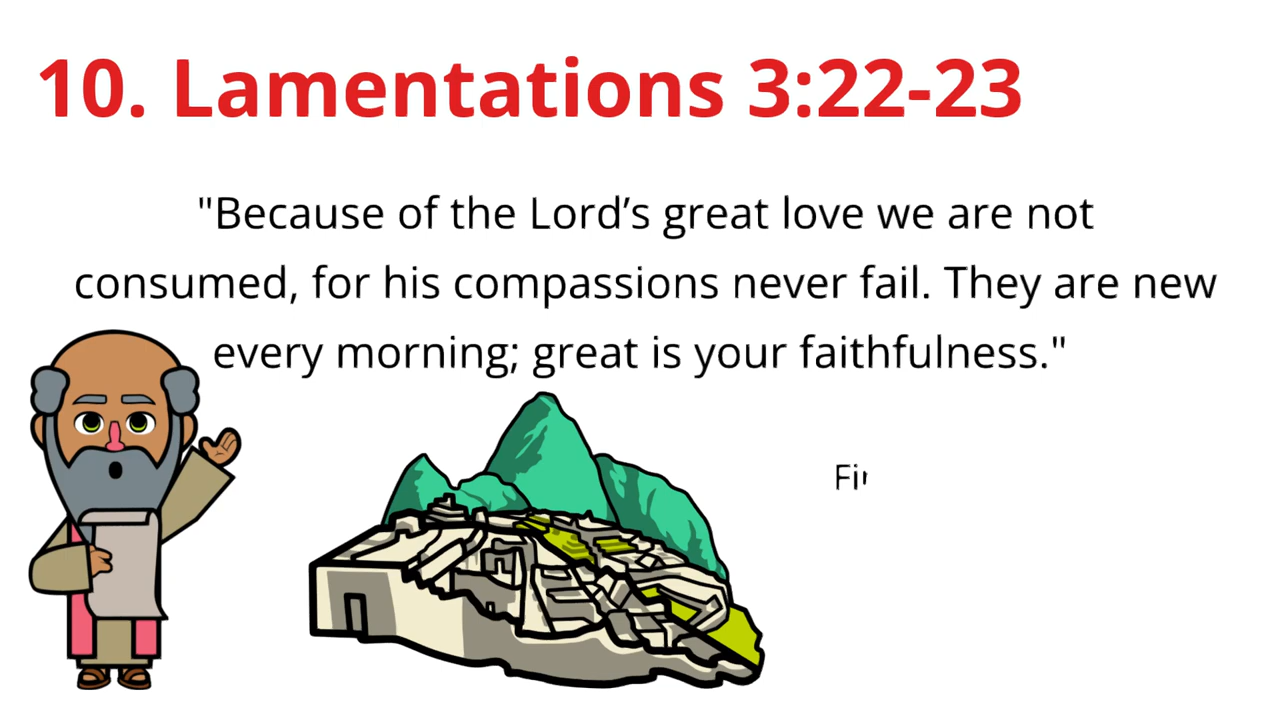 10. Lamentations 3:22-23
"Because of the Lord’s great love we are not
consumed, for his compassions never fail. They are new
every morning; great is your faithfulness."